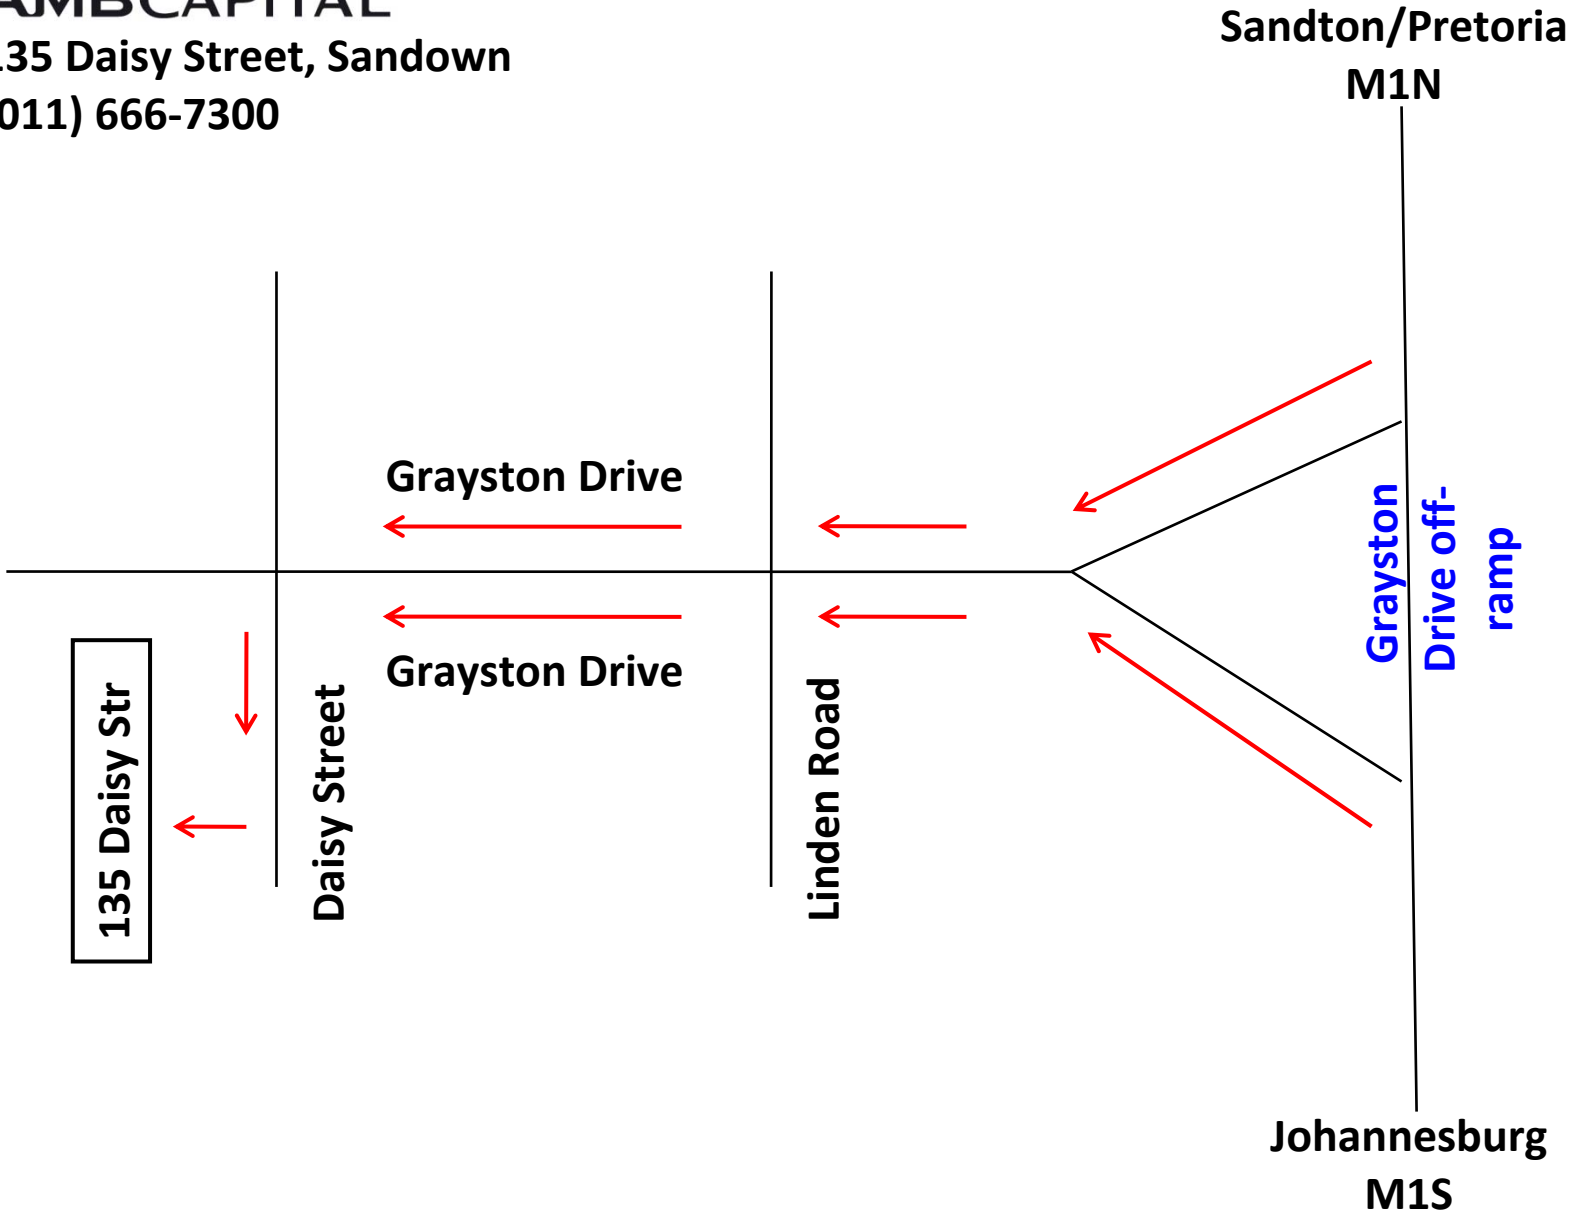 AMBCAPITAL
135 Daisy Street, Sandown
(011) 666-7300
Sandton/Pretoria
M1N
Grayston Drive
Grayston
Drive off-
ramp
Grayston Drive
135 Daisy Str
Daisy Street
Linden Road
Johannesburg
M1S